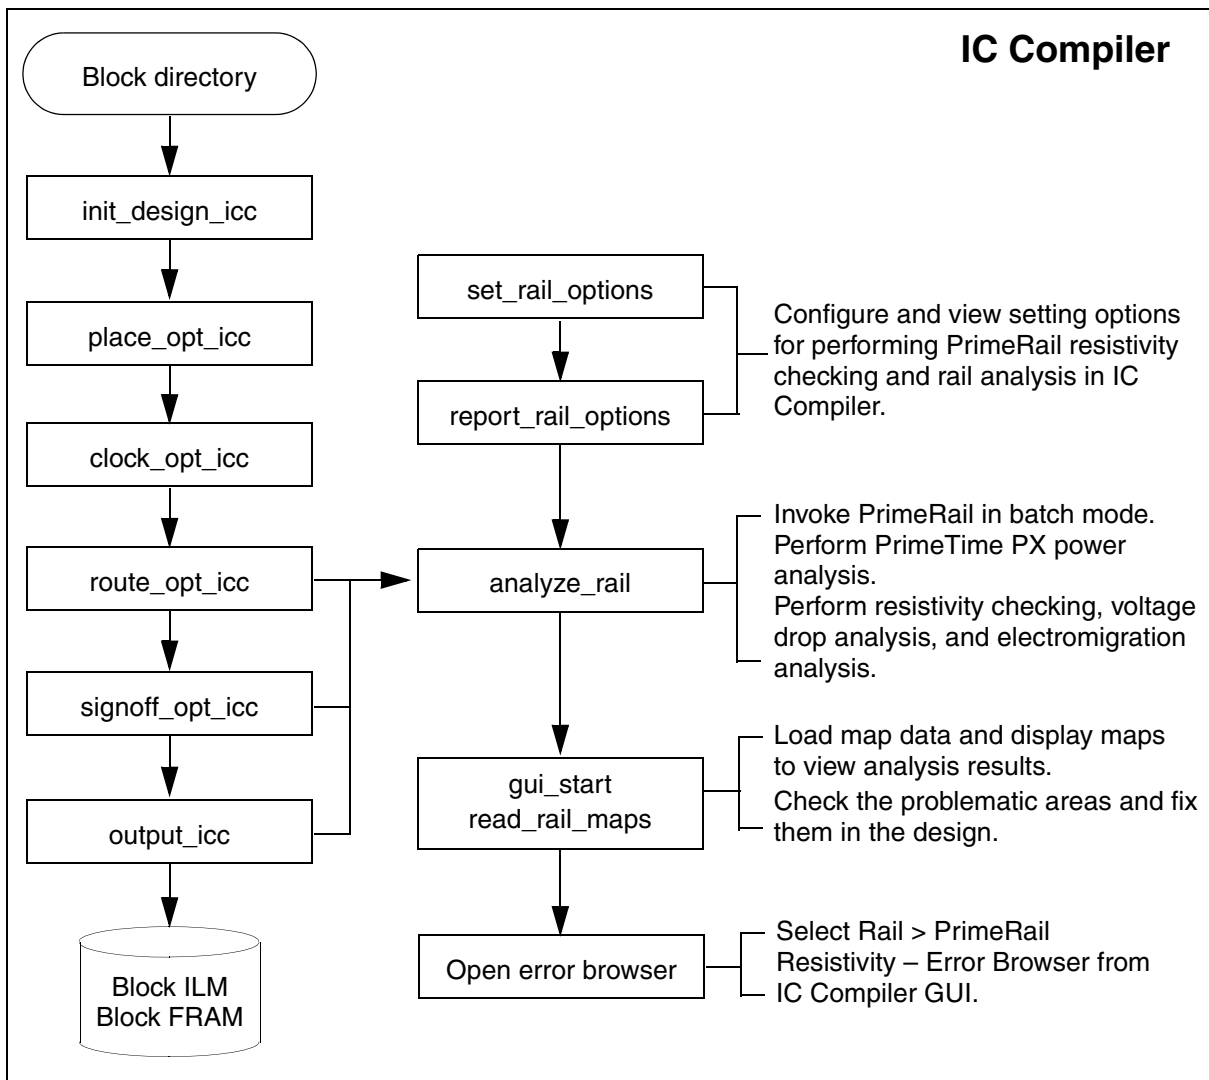 IC Compiler
Block directory
init_design_icc
place_opt_icc
clock_opt_icc
route_opt_icc
signoff_opt_icc
output_icc
Block ILM
Block FRAM
set_rail_options
report_rail_options
Configure and view setting options
for performing PrimeRail resistivity
checking and rail analysis in IC
Compiler.
analyze_rail
Invoke PrimeRail in batch mode.
Perform PrimeTime PX power
analysis.
Perform resistivity checking, voltage
drop analysis, and electromigration
analysis.
gui_start
read_rail_maps
Load map data and display maps
to view analysis results.
Check the problematic areas and fix
them in the design.
Open error browser
Select Rail > PrimeRail
Resistivity – Error Browser from
IC Compiler GUI.